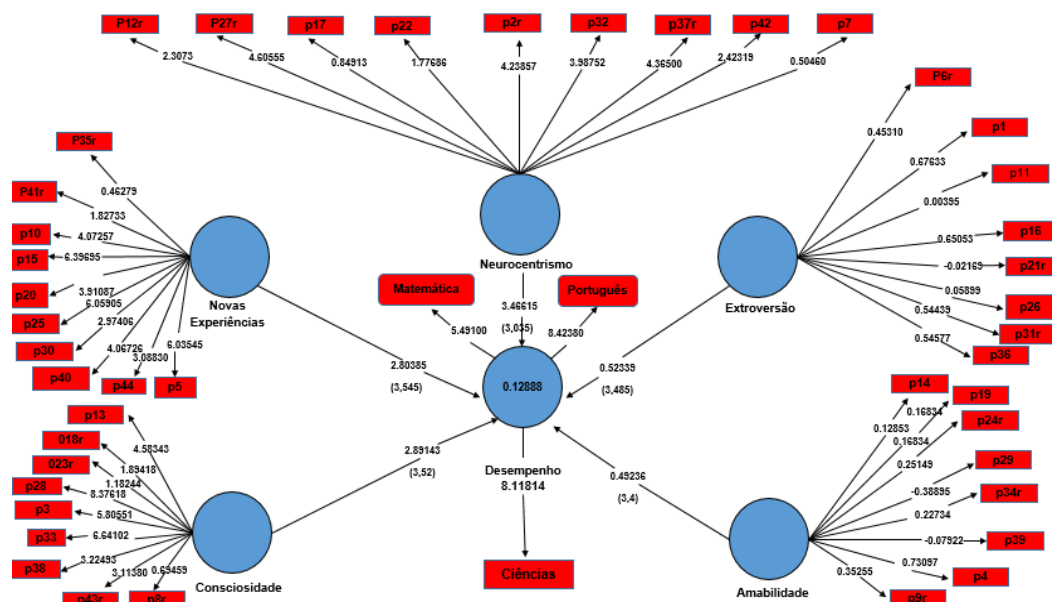 P12r
P27r
p17
p22
p2r
p32
p37r
p42
p7
2.3073
4.60555
0.84913
1.77686
4.23857
3.98752
4.36500
2.42319
0.50460
Neurocentrismo
3.46615
(3,035)
P35r
P41r
p10
p15
p20
p25
p30
p40
p44
p5
0.46279
1.82733
4.07257
6.39695
3.91087
6.05905
2.97406
4.06726
3.08830
6.03545
Novas
Experiências
2.80385
(3,545)
P6r
p1
p11
p16
p21r
p26
p31r
p36
0.45310
0.67633
0.00395
0.65053
-0.02169
0.05899
0.54439
0.54577
Extroversão
0.52339
(3,485)
Matemática
Português
5.49100
8.42380
0.12888
Desempenho
8.11814
Ciências
p13
018r
023r
p28
p3
p33
p38
p43r
p8r
4.58343
1.89418
1.18244
8.37618
5.80551
6.64102
3.22493
3.11380
0.69459
Consciosidade
2.89143
(3,52)
p14
p19
p24r
p29
p34r
p39
p4
p9r
0.12853
0.16834
0.16834
0.25149
-0.38895
0.22734
-0.07922
0.73097
0.35255
Amabilidade
0.49236
(3,4)